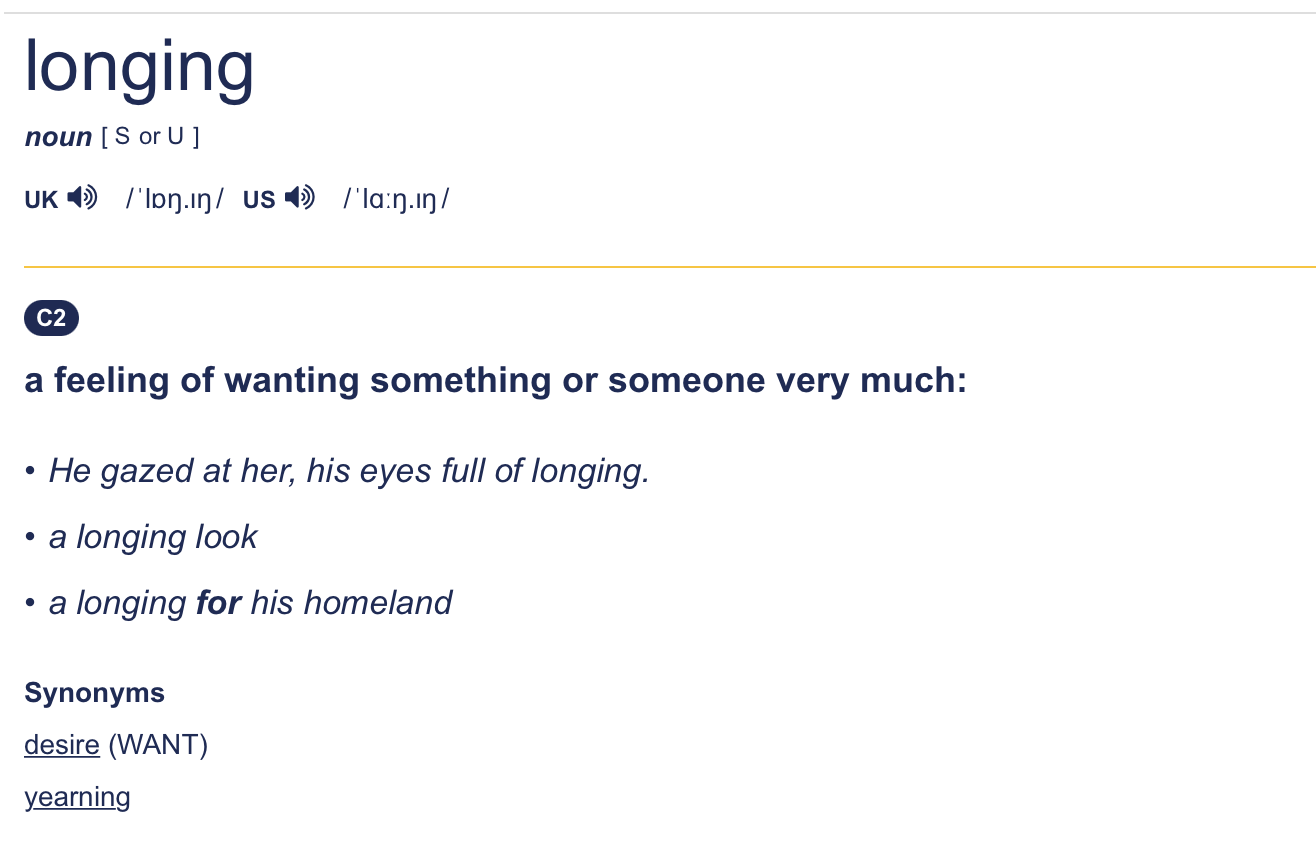 longing
noun [ S or U ]
UK /ˈlɒŋ.ɪŋ/ US /ˈlɑːŋ.ɪŋ/
C2
a feeling of wanting something or someone very much:
• He gazed at her, his eyes full of longing.
• a longing look
• a longing for his homeland
Synonyms
desire (WANT)
yearning